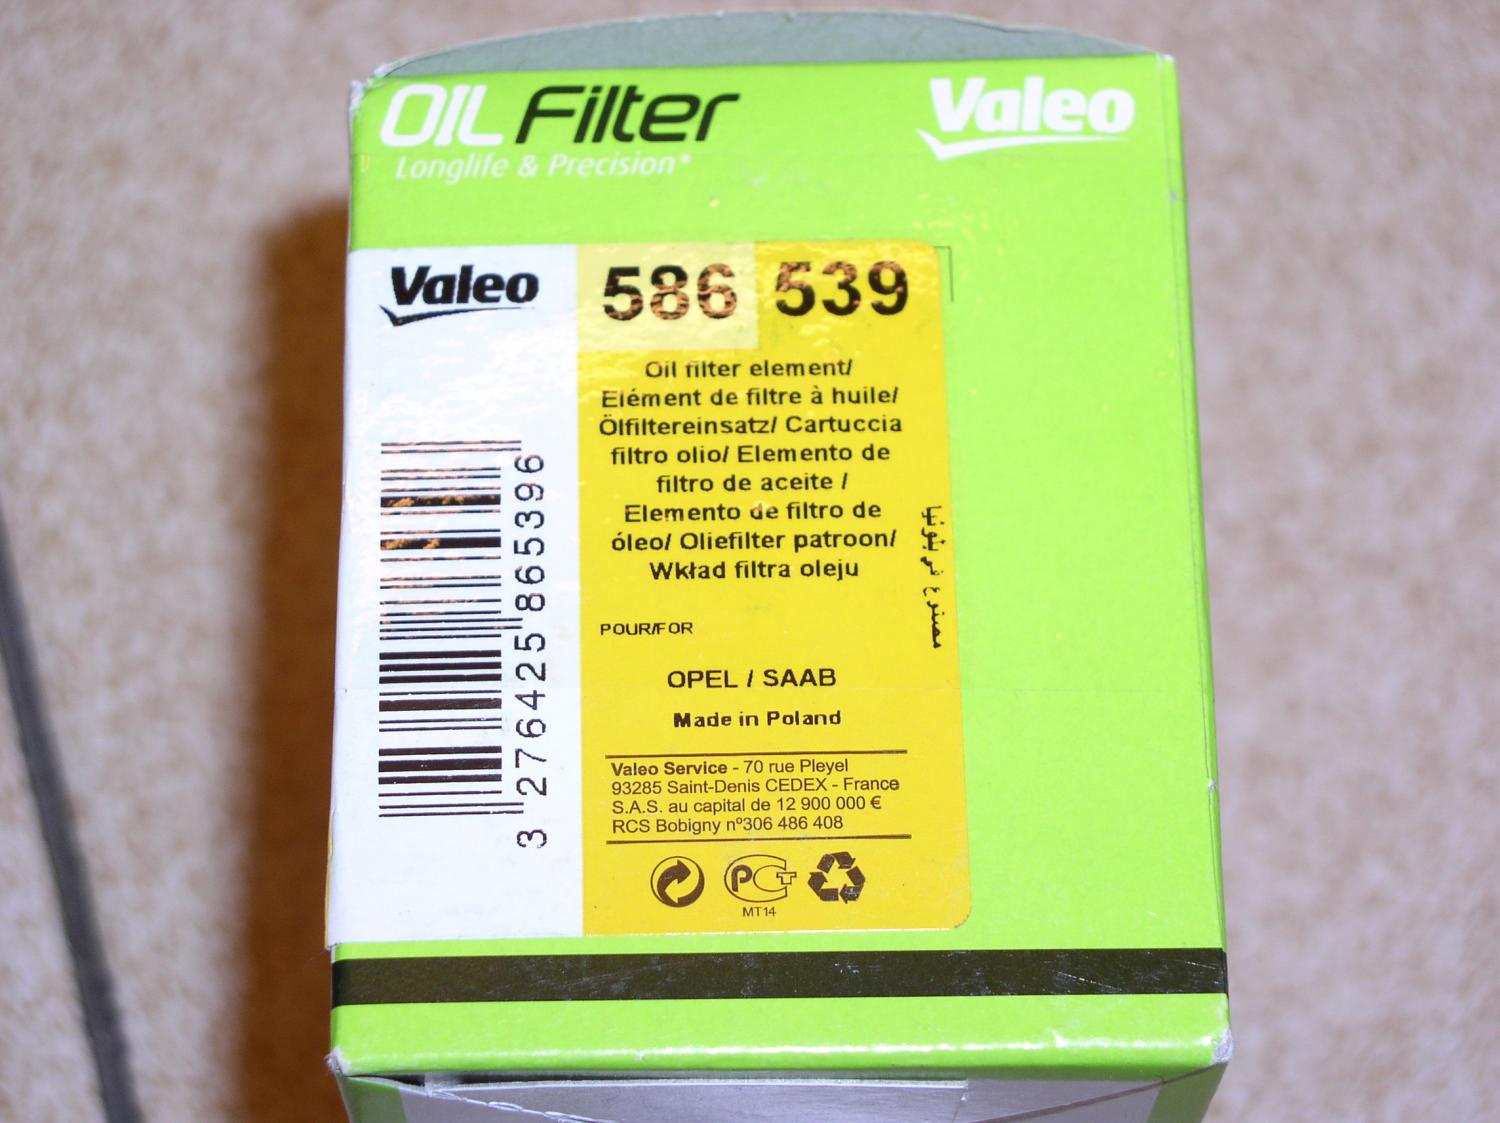 OIL Filter
Longlife & Precision*
Valeo
Valeo
586 539
Oil filter element/
Elément de filtre à huile/
Ölfiltereinsatz/ Cartuccia
filtro olio/ Elemento de
filtro de aceite /
Elemento de filtro de
óleo/ Oliefilter patroon/
Wkład filtra oleju
POUR/FOR
OPEL / SAAB
Made in Poland
Valeo Service - 70 rue Pleyel
93285 Saint-Denis CEDEX - France
S.A.S. au capital de 12 900 000 €
RCS Bobigny nº306 486 408
PCT
MT14
3 276425 865396